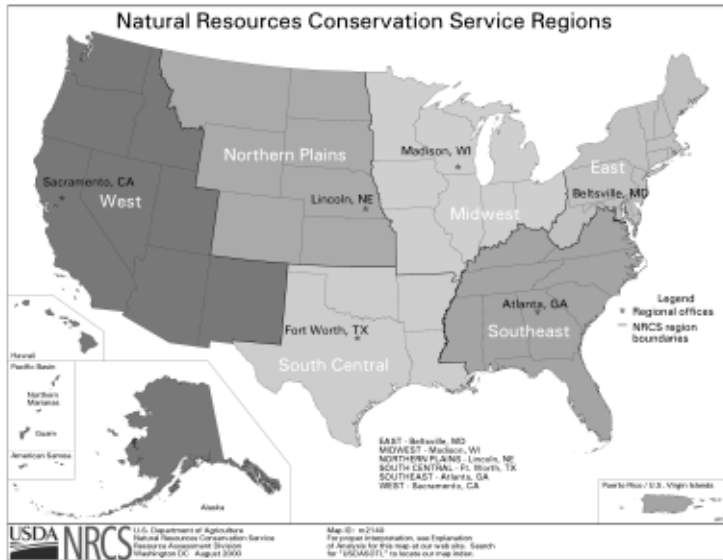 Natural Resources Conservation Service Regions
Northern Plains
Madison, WI
East
Sacramento, CA
West
Lincoln, NE
Beltsville, MD
Midwest
Atlanta, GA
Southeast
Legend
Regional offices
NRCS region
boundaries
Fort Worth, TX
South Central
Hawaii
Pacific Basin
Northern
Marianas
Guam
American Samoa
Alaska
EAST - Beltsville, MD
MIDWEST - Madison, WI
NORTHERN PLAINS - Lincoln, NE
SOUTH CENTRAL - Ft. Worth, TX
SOUTHEAST - Atlanta, GA
WEST - Sacramento, CA
Puerto Rico / U.S. Virgin Islands
USDA NRCS
U.S. Department of Agriculture
Natural Resources Conservation Service
Resource Assessment Division
Washington DC August 2000
Map ID: m2140
For proper interpretation, see Explanation
of Analysis for this map at our web site. Search
for "USDASOTL" to locate our map index.